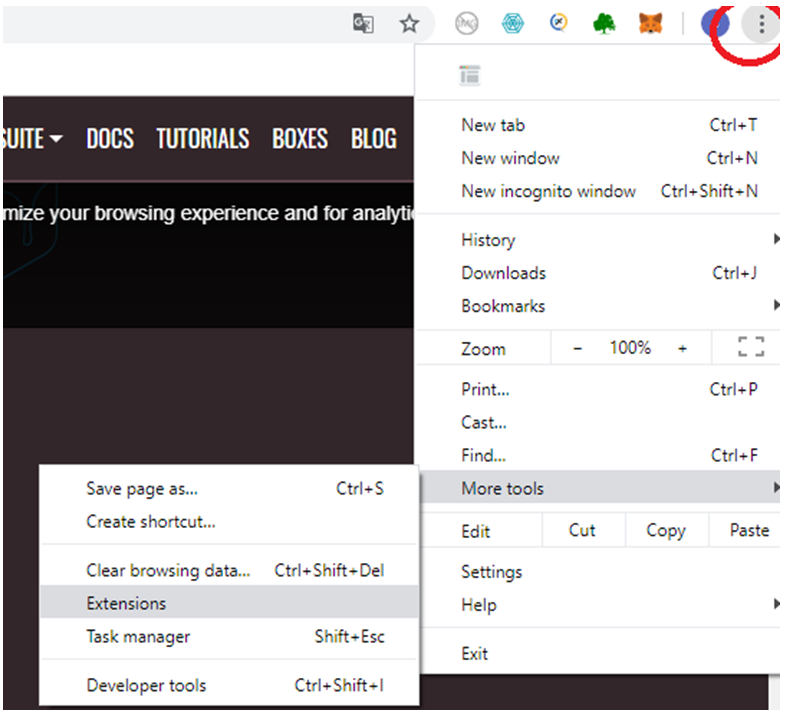 SUITE DOCS TUTORIALS BOXES BLOG
mize your browsing experience and for analytic
New tab Ctrl+T
New window Ctrl+N
New incognito window Ctrl+Shift+N
History
Downloads Ctrl+J
Bookmarks
Zoom - 100% +
Print... Ctrl+P
Cast...
Find... Ctrl+F
More tools
Edit Cut Copy Paste
Settings
Help
Exit
Save page as... Ctrl+S
Create shortcut...
Clear browsing data... Ctrl+Shift+Del
Extensions
Task manager Shift+Esc
Developer tools Ctrl+Shift+I